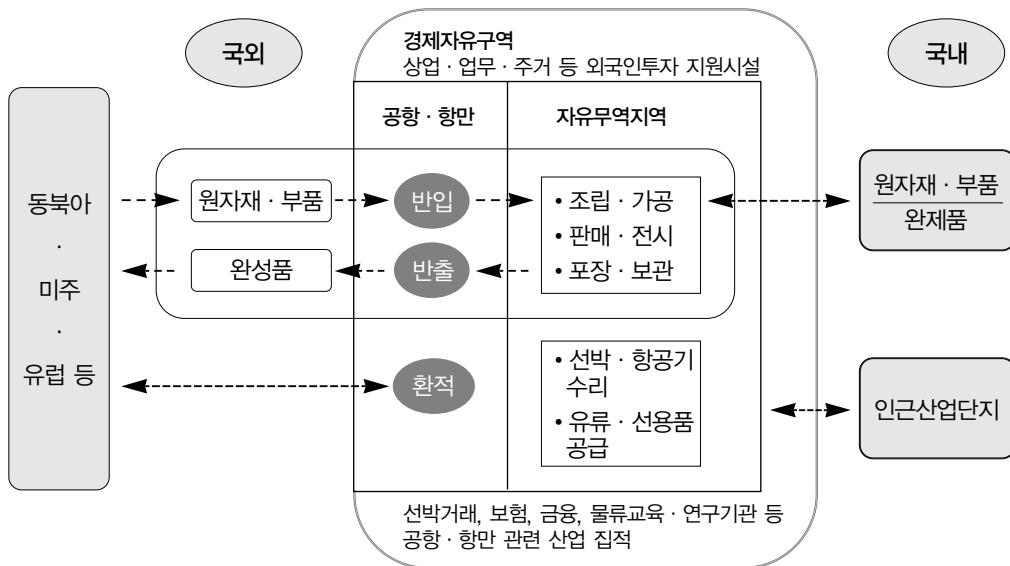 국외
경제자유구역
상업 · 업무 · 주거 등 외국인투자 지원시설
국내
공항 · 항만
자유무역지역
동북아
·
미주
·
유럽 등
원자재 · 부품
반입
• 조립 · 가공
• 판매 · 전시
• 포장 · 보관
완성품
반출
원자재 · 부품
완제품
환적
• 선박 · 항공기
수리
• 유류 · 선용품
공급
인근산업단지
선박거래, 보험, 금융, 물류교육 · 연구기관 등
공항 · 항만 관련 산업 집적